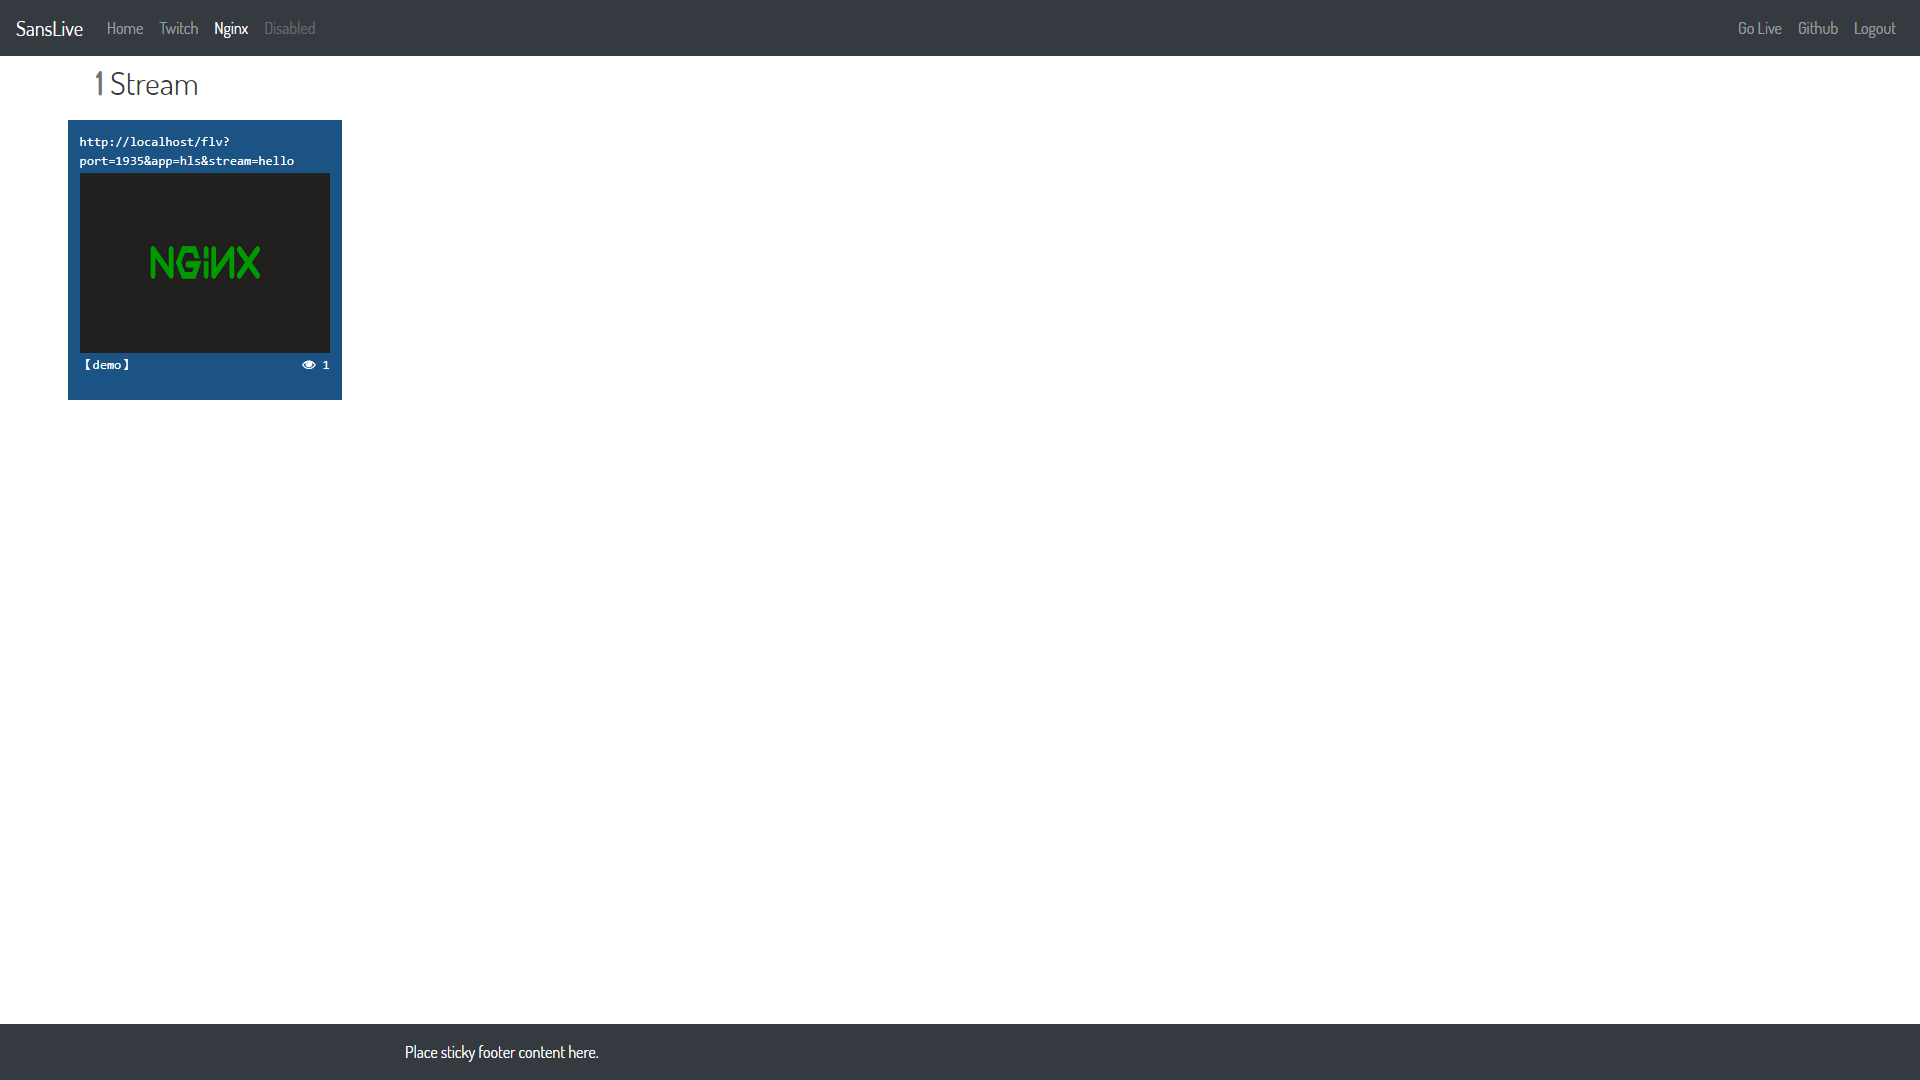 SansLive Home Twitch Nginx Disabled Go Live Github Logout
1 Stream
http://localhost/flv?
port=1935&app=hls&stream=hello
NGINX
【demo】 1
Place sticky footer content here.